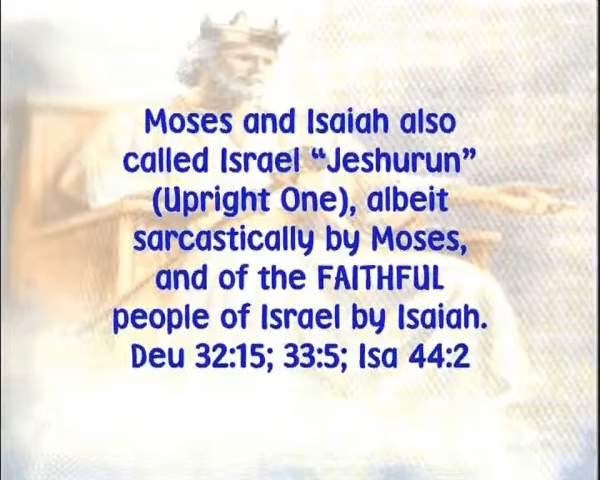 Moses and Isaiah also
called Israel “Jeshurun”
(Upright One), albeit
sarcastically by Moses,
and of the FAITHFUL
people of Israel by Isaiah.
Deu 32:15; 33:5; Isa 44:2